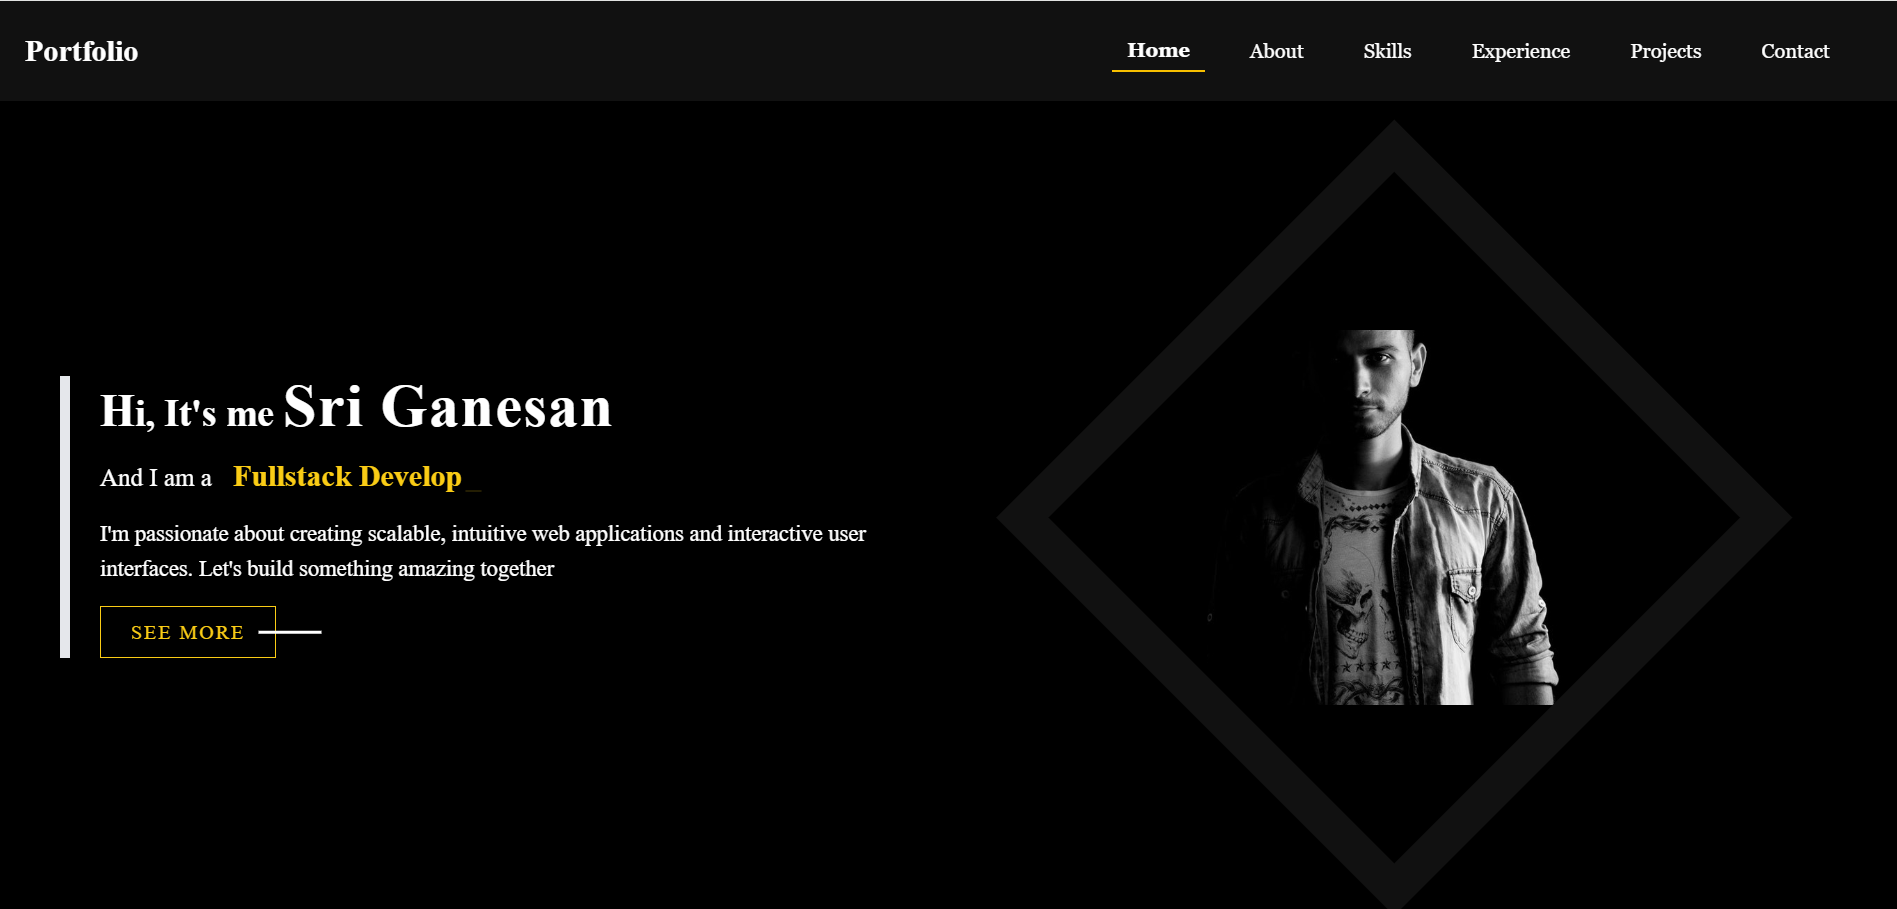 Portfolio
Home About Skills Experience Projects Contact
Hi, It's me Sri Ganesan
And I am a Fullstack Develop_
I'm passionate about creating scalable, intuitive web applications and interactive user
interfaces. Let's build something amazing together
SEE MORE